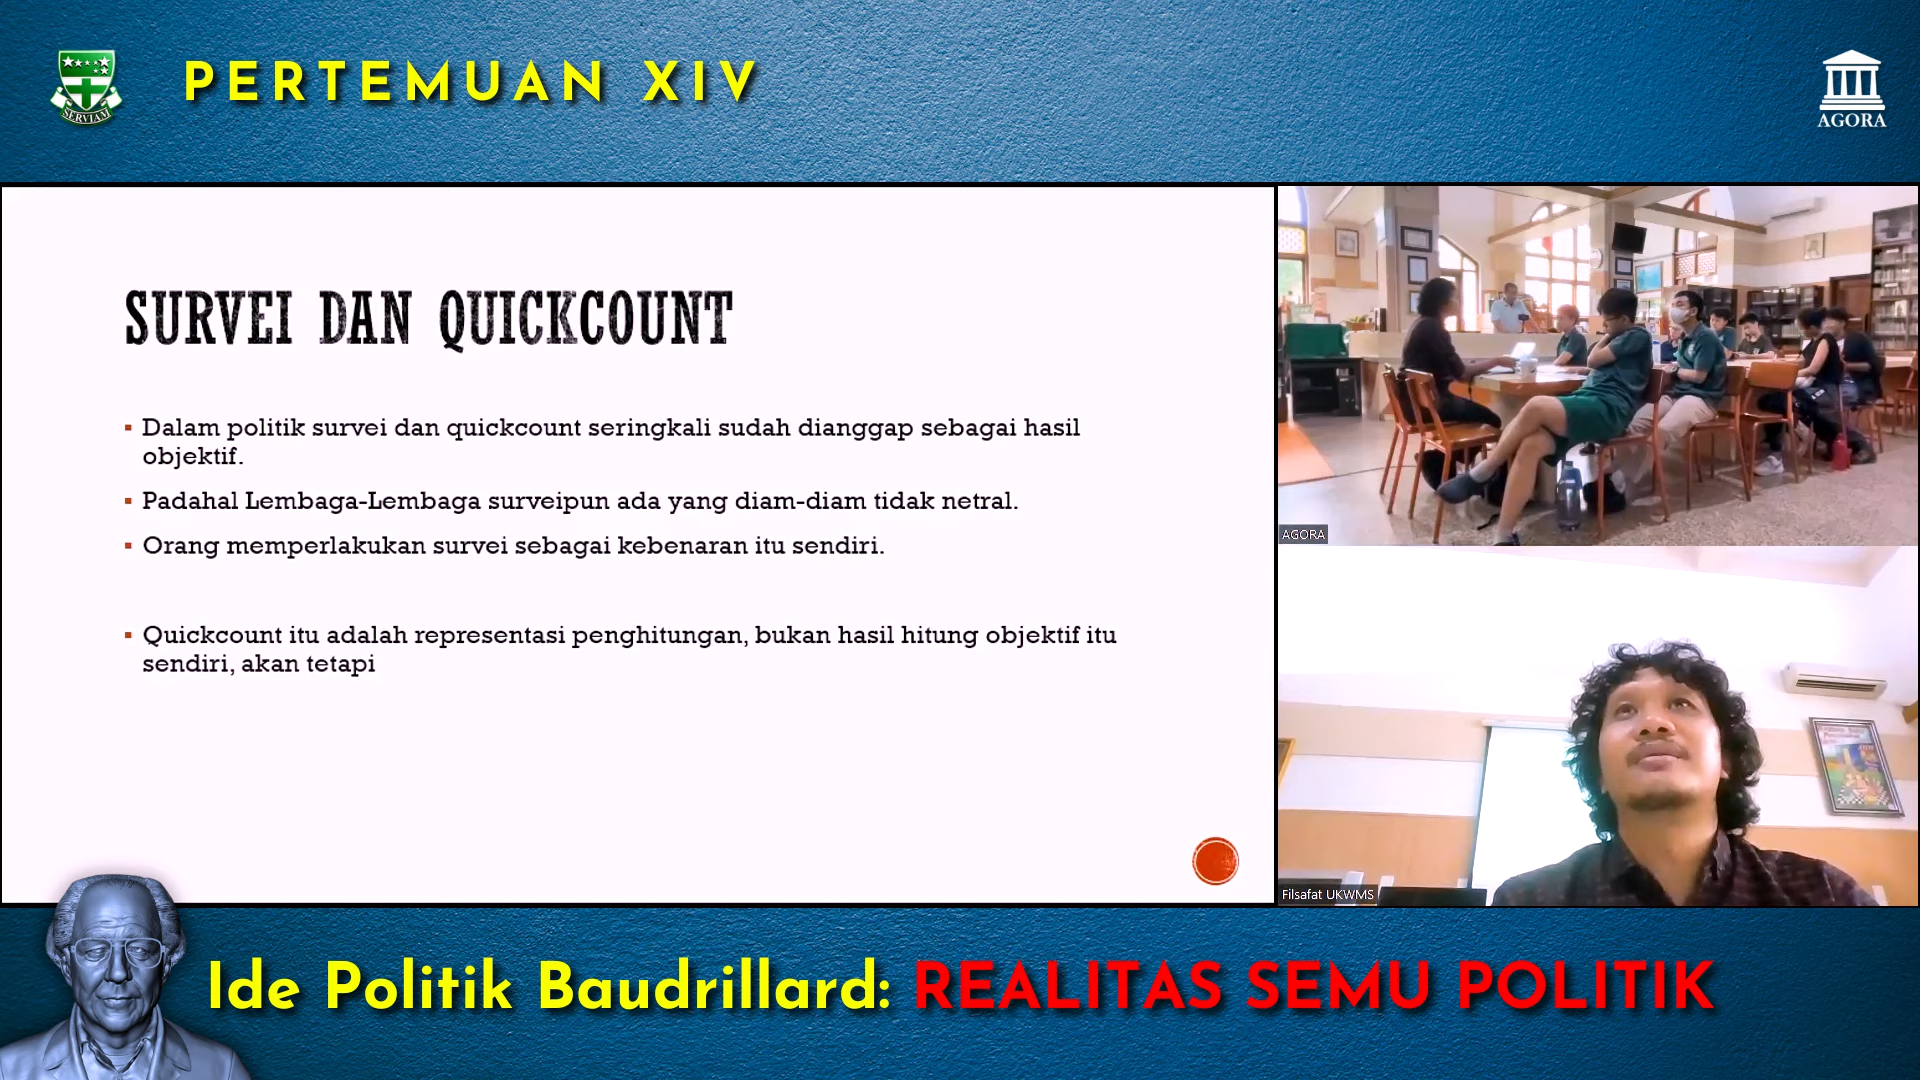 PERTEMUAN XIV
SERVIAM
AGORA
SURVEI DAN QUICKCOUNT
▪ Dalam politik survei dan quickcount seringkali sudah dianggap sebagai hasil
objektif.
▪ Padahal Lembaga-Lembaga surveipun ada yang diam-diam tidak netral.
▪ Orang memperlakukan survei sebagai kebenaran itu sendiri.
▪ Quickcount itu adalah representasi penghitungan, bukan hasil hitung objektif itu
sendiri, akan tetapi
AGORA
Filsafat UKWMS
Ide Politik Baudrillard: REALITAS SEMU POLITIK